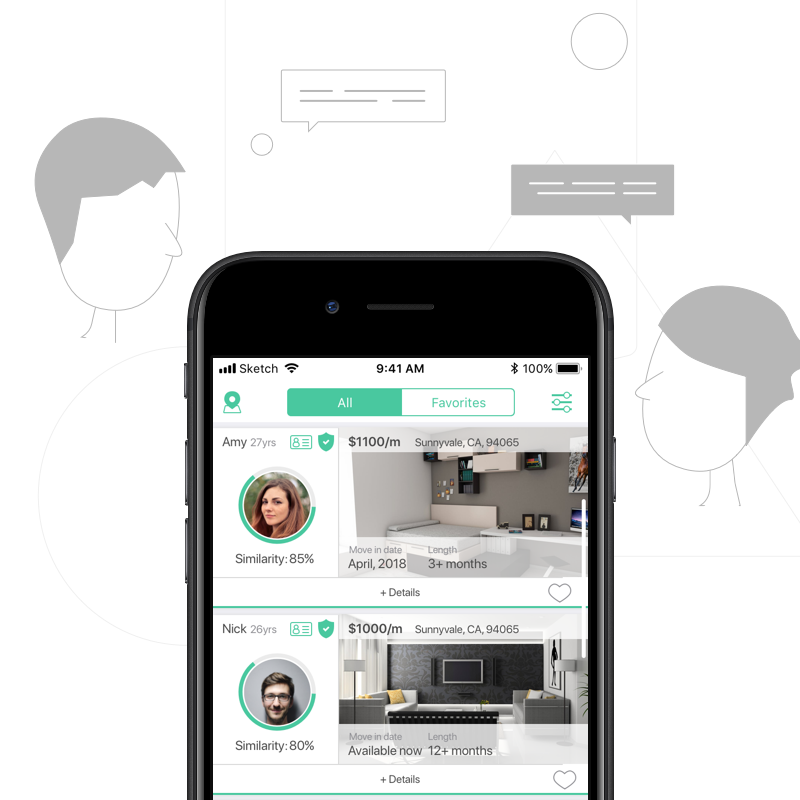 Sketch 9:41 AM 100%
All Favorites
Amy 27yrs $1100/m Sunnyvale, CA, 94065
Similarity: 85%
Move in date Length
April, 2018 3+ months
+ Details
Nick 26yrs $1000/m Sunnyvale, CA, 94065
Similarity: 80%
Move in date Length
Available now 12+ months
+ Details